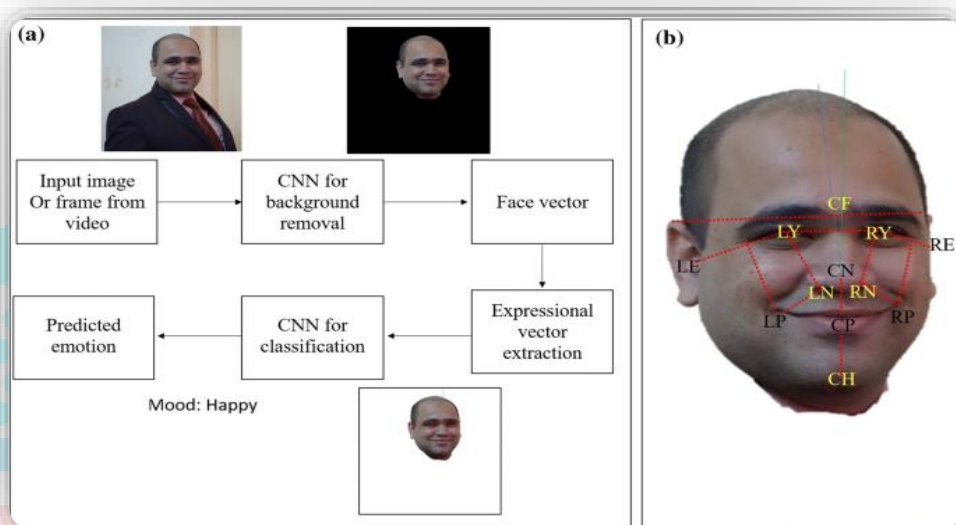 (a)
Input image
Or frame from
video
CNN for
background
removal
Face vector
Predicted
emotion
CNN for
classification
Expressional
vector
extraction
Mood: Happy
(b)
CF
LY
RY
LE
RE
CN
LN
RN
LP
CP
RP
CH